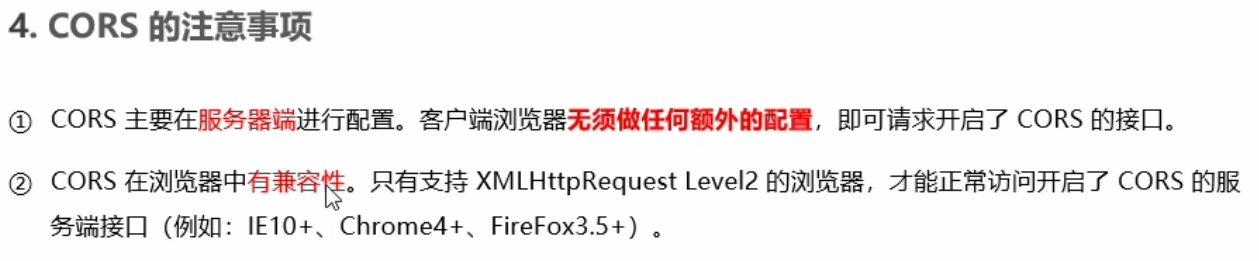 4. CORS 的注意事项
① CORS 主要在服务器端进行配置。客户端浏览器无须做任何额外的配置，即可请求开启了 CORS 的接口。
② CORS 在浏览器中有兼容性。只有支持 XMLHttpRequest Level2 的浏览器，才能正常访问开启了 CORS 的服
务端接口（例如：IE10+、Chrome4+、FireFox3.5+）。